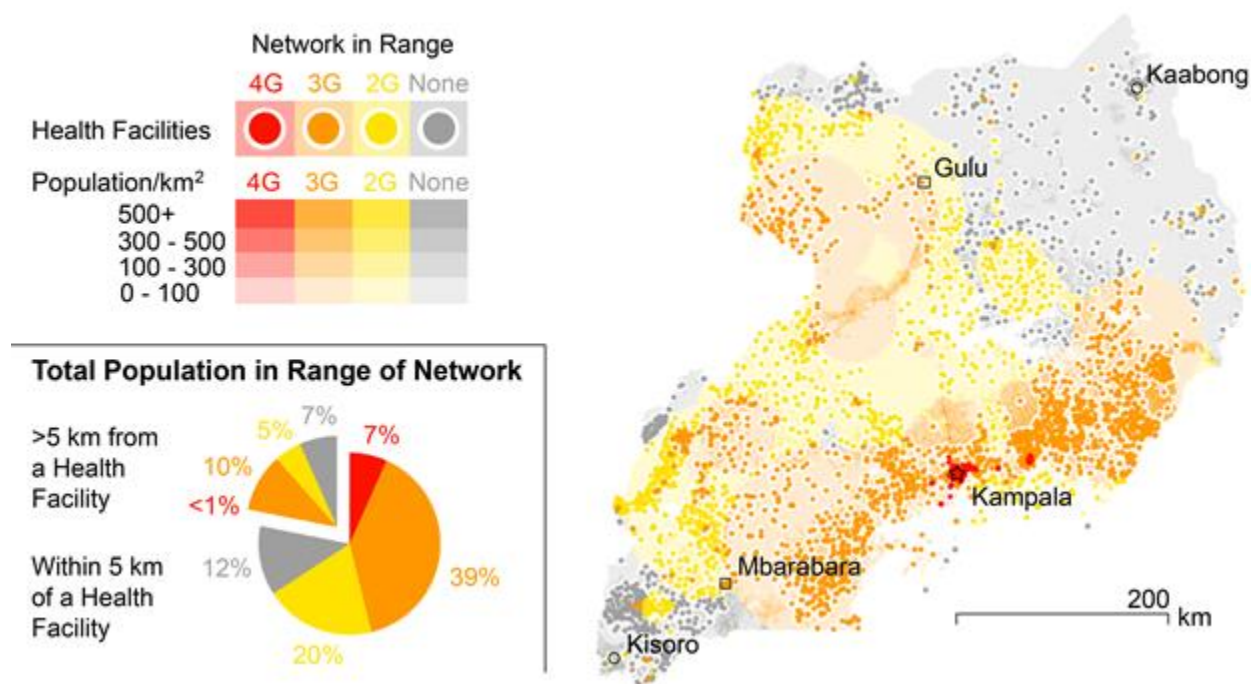 Network in Range
4G 3G 2G None
Health Facilities
Population/km²
4G 3G 2G None
500+
300 - 500
100 - 300
0 - 100
Total Population in Range of Network
>5 km from
a Health
Facility
Within 5 km
of a Health
Facility
7%
5%
10%
<1%
12%
7%
39%
20%
Kaabong
Gulu
Kampala
Mbarabara
Kisoro
200
km